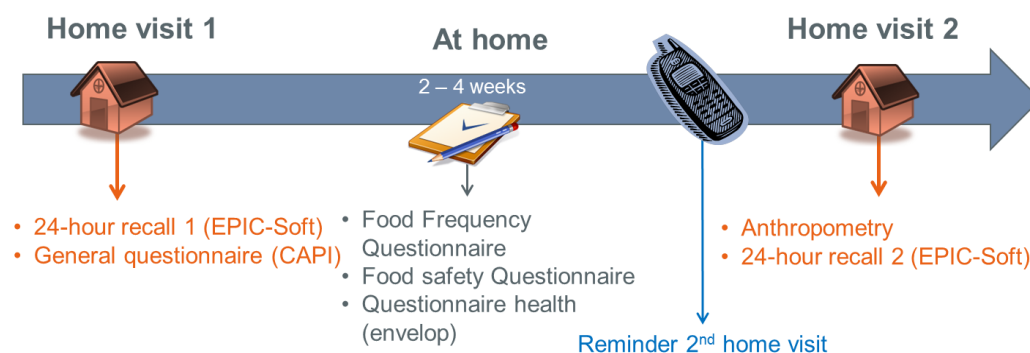 Home visit 1
At home
Home visit 2
2 – 4 weeks
• 24-hour recall 1 (EPIC-Soft)
• General questionnaire (CAPI)
• Food Frequency
Questionnaire
• Food safety Questionnaire
• Questionnaire health
(envelop)
Reminder 2nd home visit
• Anthropometry
• 24-hour recall 2 (EPIC-Soft)